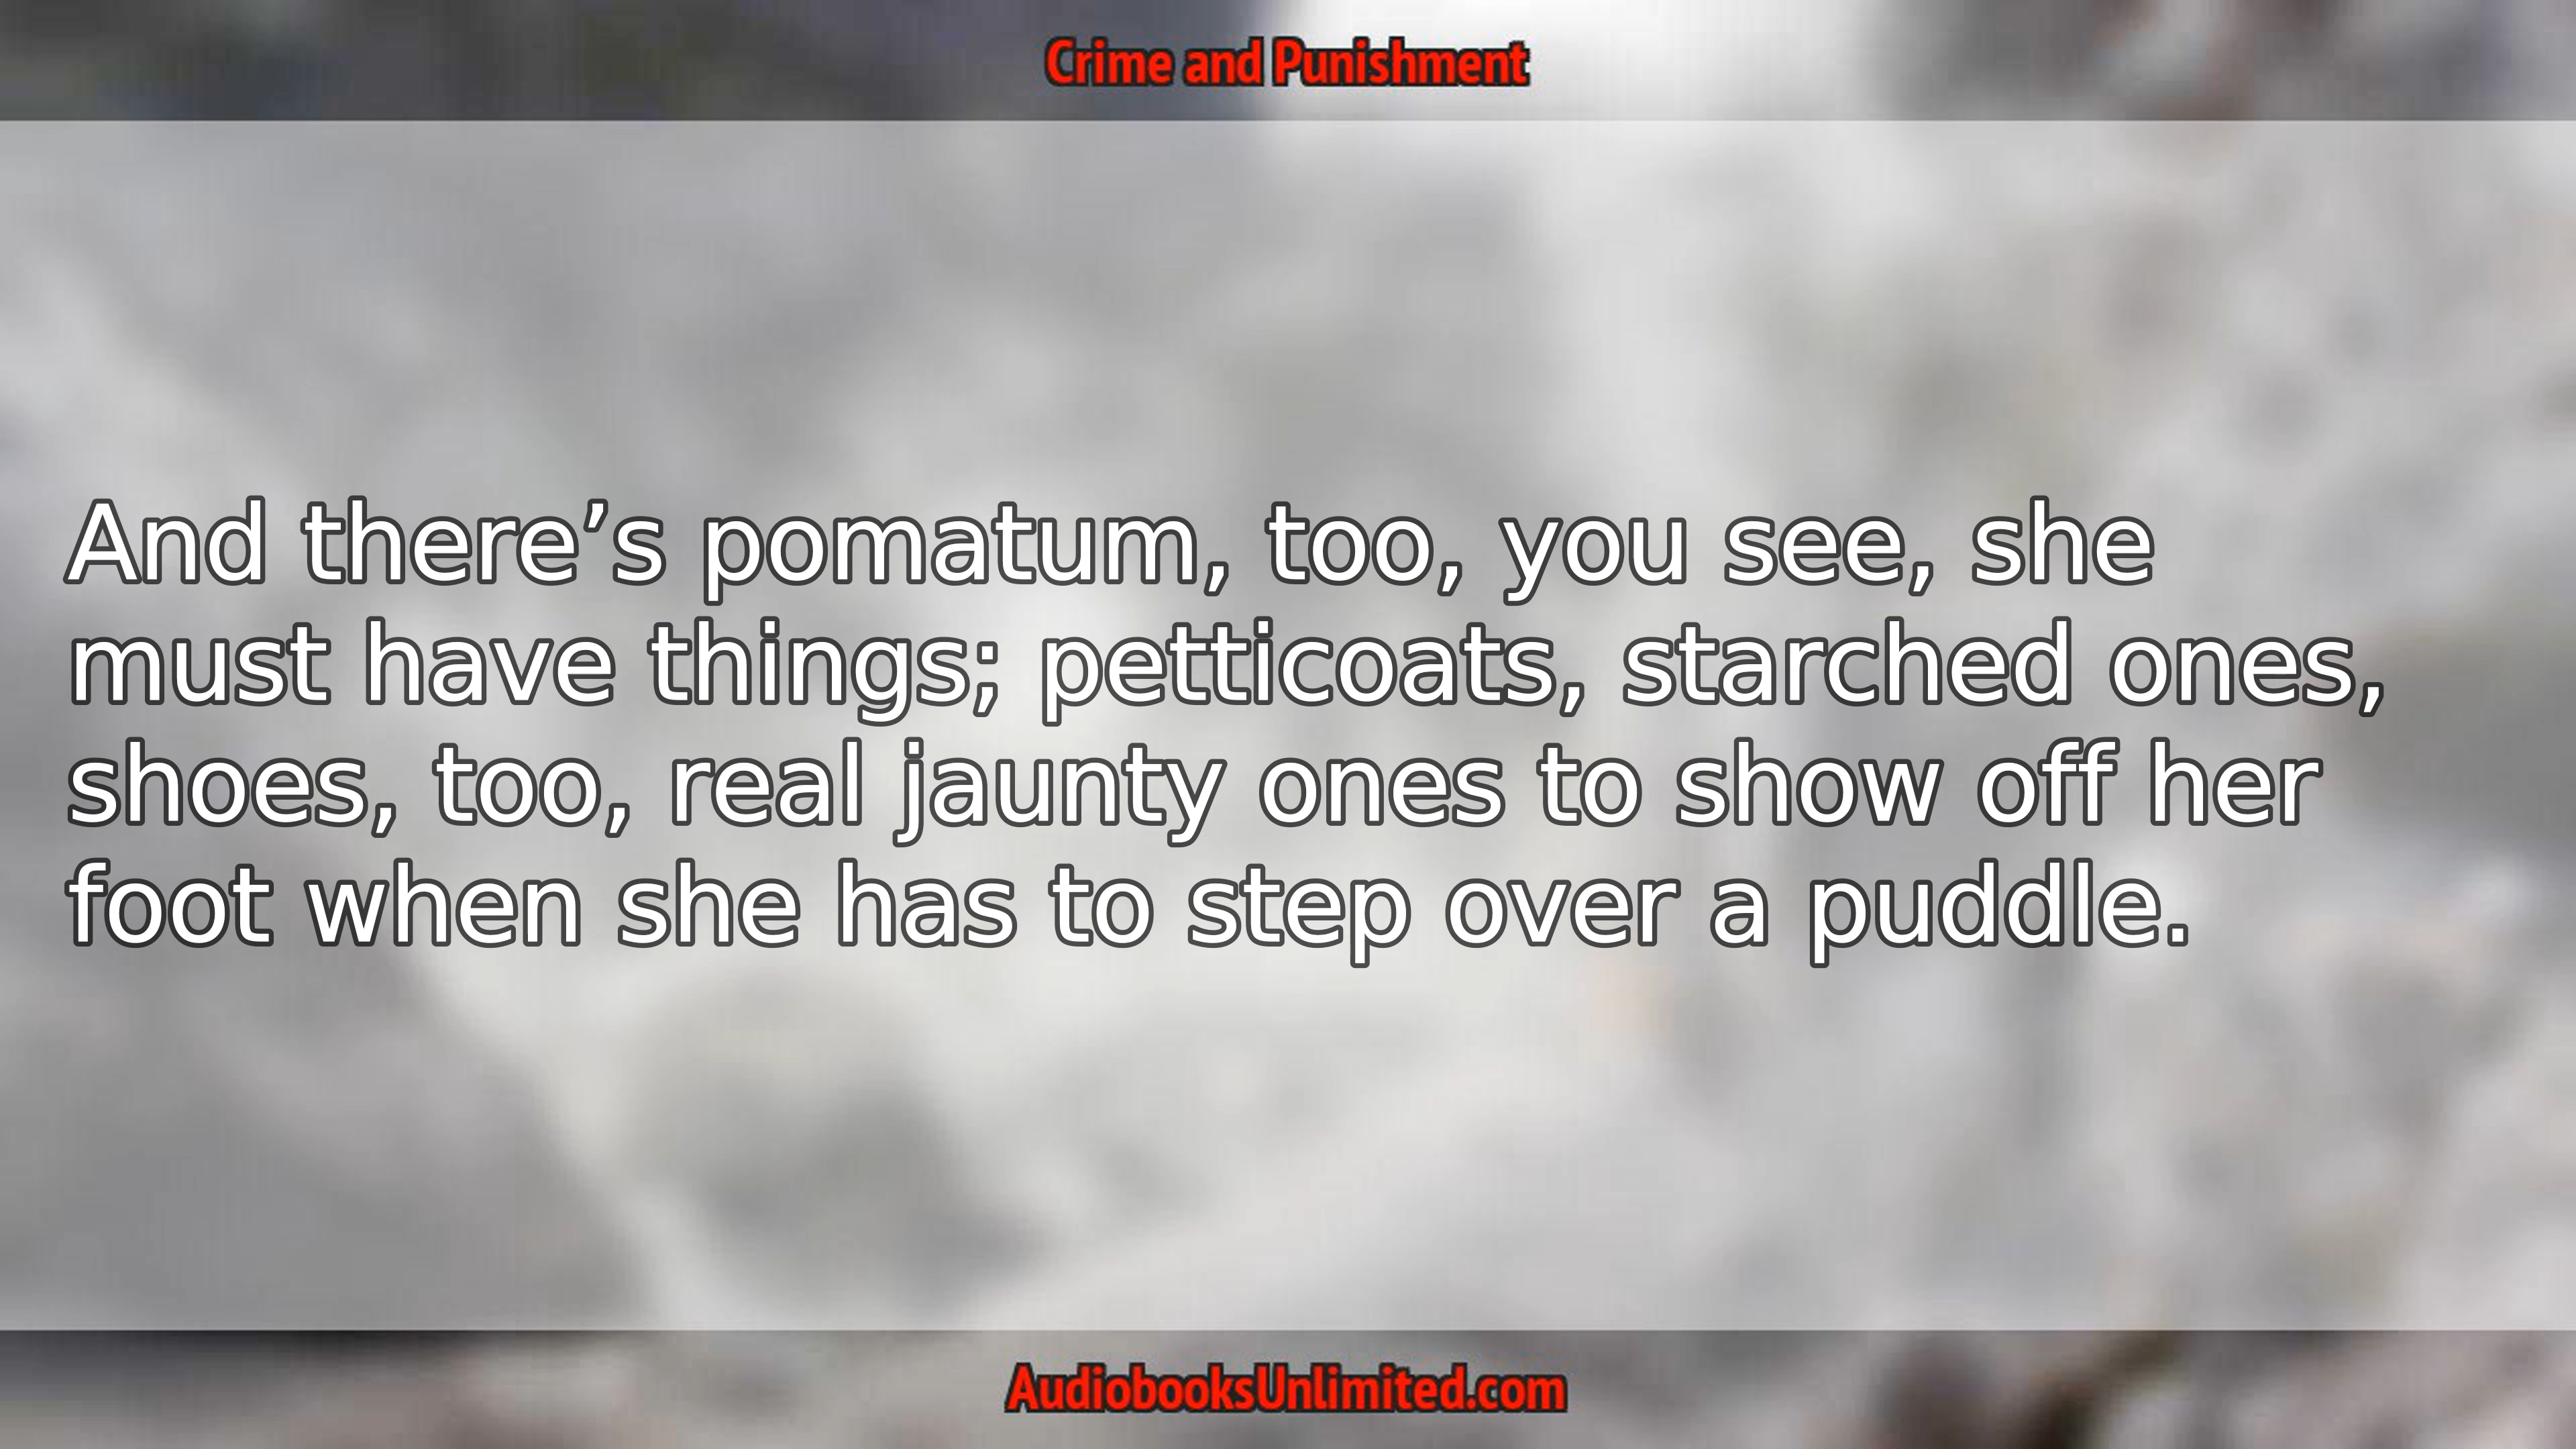 Crime and Punishment
And there’s pomatum, too, you see, she
must have things; petticoats, starched ones,
shoes, too, real jaunty ones to show off her
foot when she has to step over a puddle.
AudiobooksUnlimited.com